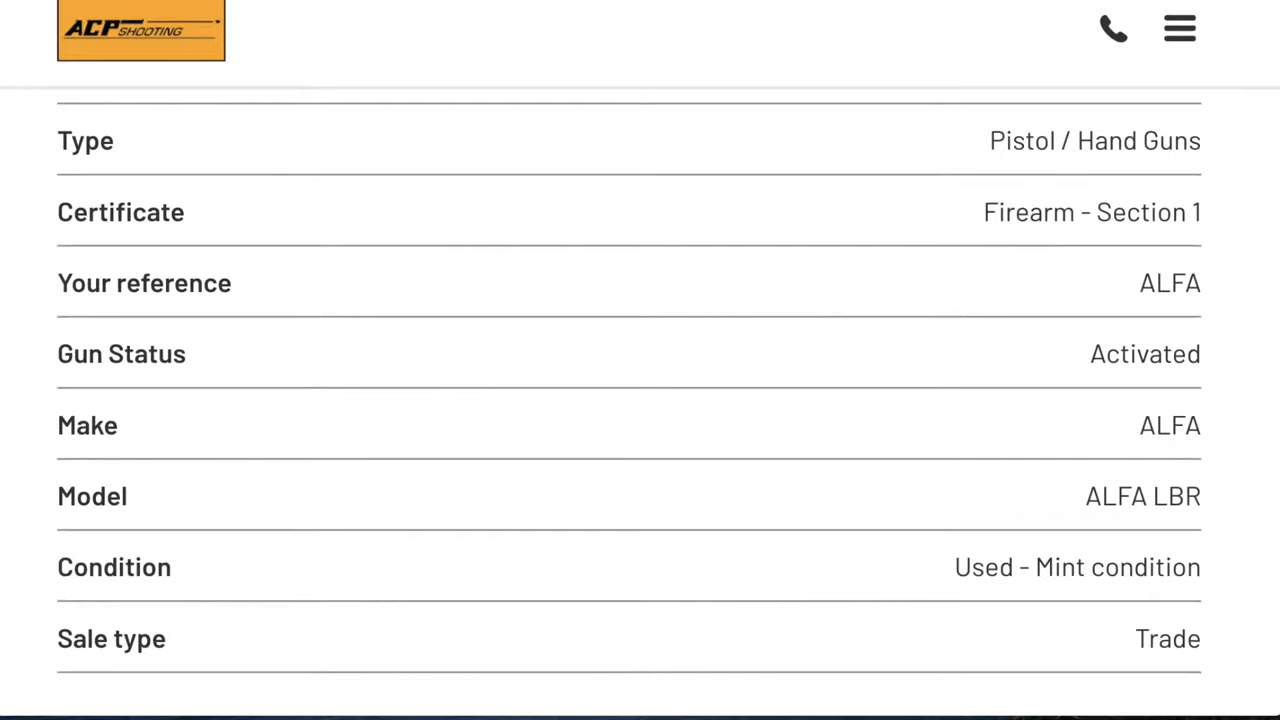 ACP SHOOTING
Type Pistol / Hand Guns
Certificate Firearm - Section 1
Your reference ALFA
Gun Status Activated
Make ALFA
Model ALFA LBR
Condition Used - Mint condition
Sale type Trade